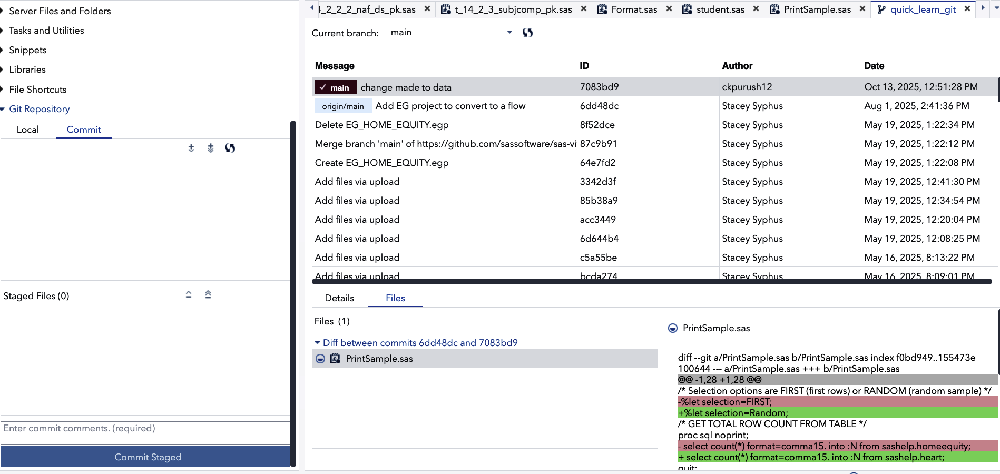 Server Files and Folders
Tasks and Utilities
Snippets
Libraries
File Shortcuts
Git Repository
Local Commit
Staged Files (0)
Enter commit comments. (required)
Commit Staged
4_2_2_2_naf_ds_pk.sas t_14_2_3_subjcomp_pk.sas Format.sas student.sas PrintSample.sas quick_learn_git
Current branch: main
Message ID Author Date
main change made to data 7083bd9 ckpurush12 Oct 13, 2025, 12:51:28 PM
origin/main Add EG project to convert to a flow 6dd48dc Stacey Syphus Aug 1, 2025, 2:41:36 PM
Delete EG_HOME_EQUITY.egp 8f52dce Stacey Syphus May 19, 2025, 1:22:34 PM
Merge branch 'main' of https://github.com/sassoftware/sas-vi 87c9b91 Stacey Syphus May 19, 2025, 1:22:12 PM
Create EG_HOME_EQUITY.egp 64e7fd2 Stacey Syphus May 19, 2025, 1:22:08 PM
Add files via upload 3342d3f Stacey Syphus May 19, 2025, 12:41:30 PM
Add files via upload 85b38a9 Stacey Syphus May 19, 2025, 12:34:54 PM
Add files via upload acc3449 Stacey Syphus May 19, 2025, 12:20:04 PM
Add files via upload 6d644b4 Stacey Syphus May 19, 2025, 12:08:25 PM
Add files via upload c5a55be Stacey Syphus May 16, 2025, 8:13:22 PM
Add files via upload bcda274 Stacey Syphus May 16, 2025, 8:09:01 PM
Details Files
Files (1)
Diff between commits 6dd48dc and 7083bd9
PrintSample.sas
PrintSample.sas
diff --git a/PrintSample.sas b/PrintSample.sas index f0bd949..155473e
100644 --- a/PrintSample.sas +++ b/PrintSample.sas
@@ -1,28 +1,28 @@
/* Selection options are FIRST (first rows) or RANDOM (random sample) */
-%let selection=FIRST;
+%let selection=Random;
/* GET TOTAL ROW COUNT FROM TABLE */
proc sql noprint;
- select count(*) format=comma15. into :N from sashelp.homeequity;
+ select count(*) format=comma15. into :N from sashelp.heart;
quit;